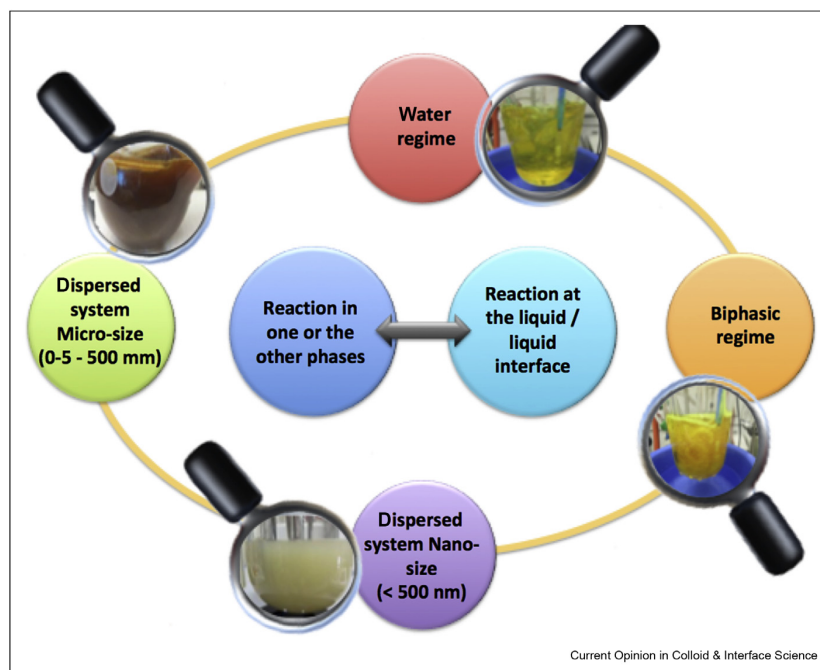 Water
regime
Dispersed
system
Micro-size
(0-5 - 500 mm)
Reaction in
one or the
other phases
Reaction at
the liquid /
liquid
interface
Biphasic
regime
Dispersed
system Nano-
size
(< 500 nm)
Current Opinion in Colloid & Interface Science